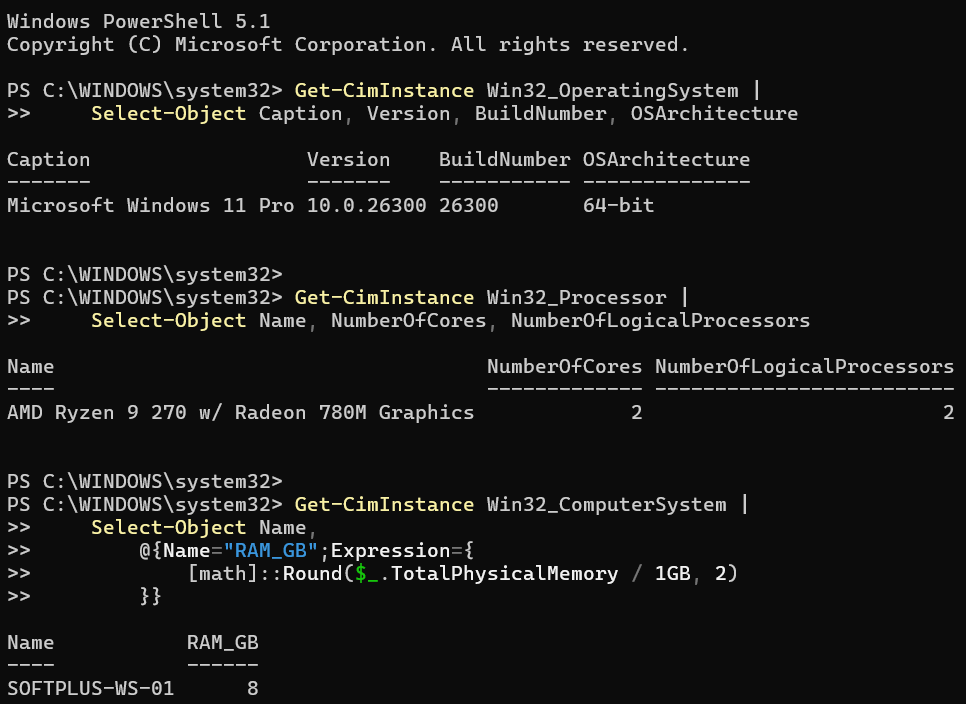 Windows PowerShell 5.1
Copyright (C) Microsoft Corporation. All rights reserved.
PS C:\WINDOWS\system32> Get-CimInstance Win32_OperatingSystem |
>>     Select-Object Caption, Version, BuildNumber, OSArchitecture
Caption                  Version    BuildNumber OSArchitecture
-------                  -------    ----------- --------------
Microsoft Windows 11 Pro 10.0.26300 26300       64-bit
PS C:\WINDOWS\system32>
PS C:\WINDOWS\system32> Get-CimInstance Win32_Processor |
>>     Select-Object Name, NumberOfCores, NumberOfLogicalProcessors
Name                                    NumberOfCores NumberOfLogicalProcessors
----                                    ------------- -------------------------
AMD Ryzen 9 270 w/ Radeon 780M Graphics             2                         2
PS C:\WINDOWS\system32>
PS C:\WINDOWS\system32> Get-CimInstance Win32_ComputerSystem |
>>     Select-Object Name,
>>         @{Name="RAM_GB";Expression={
>>             [math]::Round($_.TotalPhysicalMemory / 1GB, 2)
>>         }}
Name           RAM_GB
----           ------
SOFTPLUS-WS-01      8